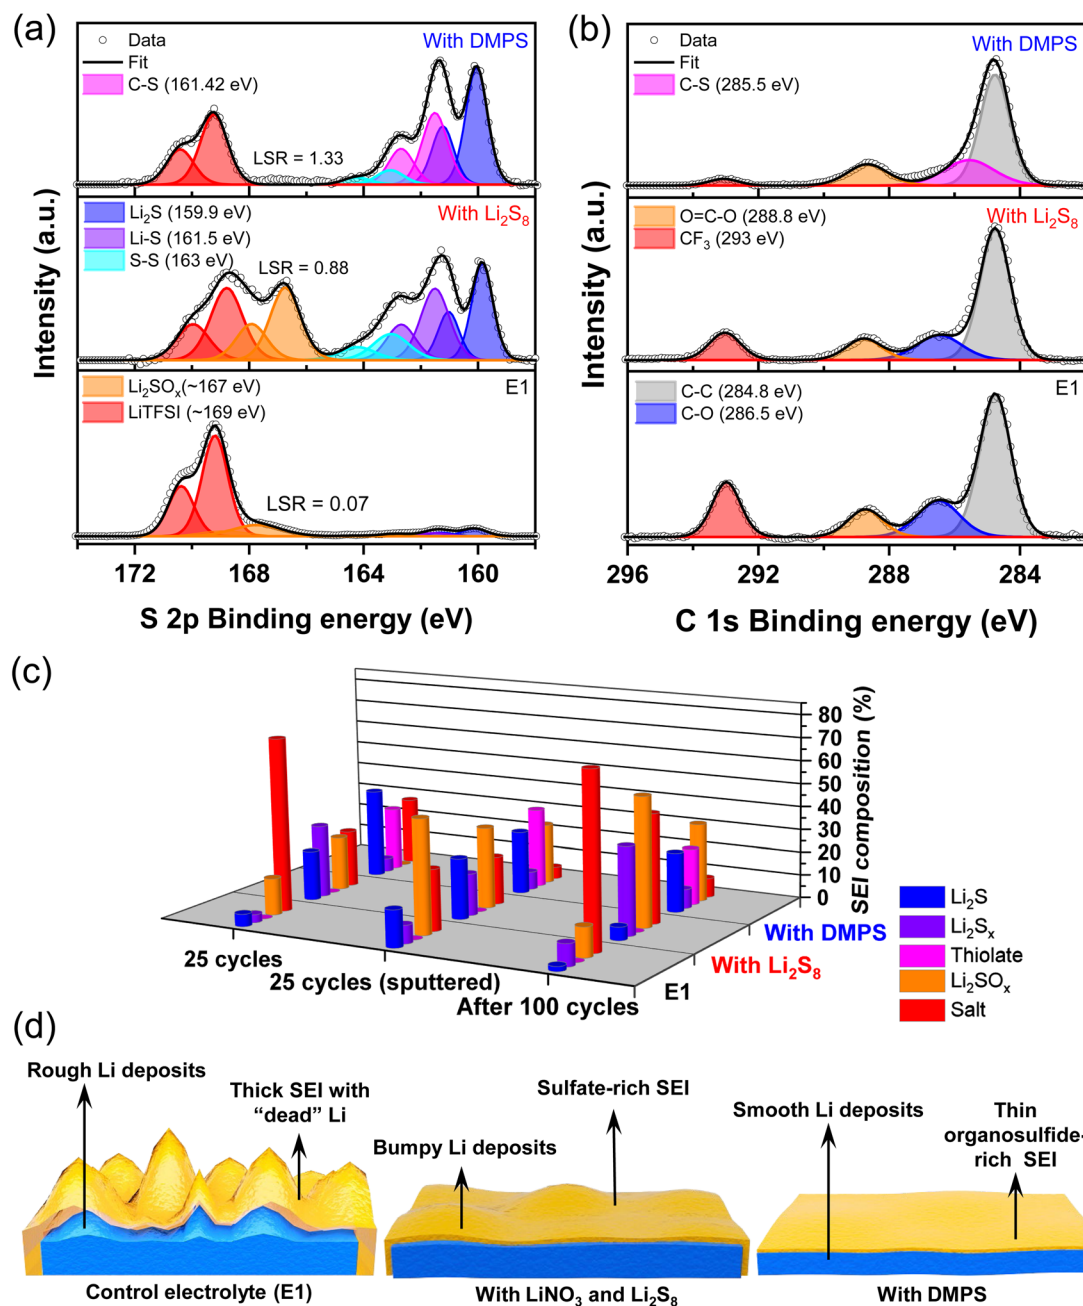 (a)
Data
Fit
C-S (161.42 eV)
With DMPS
LSR = 1.33
Li₂S (159.9 eV)
Li-S (161.5 eV)
S-S (163 eV)
With Li₂S₈
LSR = 0.88
Li₂SOₓ(~167 eV)
LiTFSI (~169 eV)
E1
LSR = 0.07
Intensity (a.u.)
172 168 164 160
S 2p Binding energy (eV)
(b)
Data
Fit
C-S (285.5 eV)
With DMPS
O=C-O (288.8 eV)
CF₃ (293 eV)
With Li₂S₈
C-C (284.8 eV)
C-O (286.5 eV)
E1
Intensity (a.u.)
296 292 288 284
C 1s Binding energy (eV)
(c)
80
70
60
50
40
30
20
10
0
SEI composition (%)
25 cycles
25 cycles (sputtered)
After 100 cycles
E1
With Li₂S₈
With DMPS
Li₂S
Li₂Sₓ
Thiolate
Li₂SOₓ
Salt
(d)
Rough Li deposits
Thick SEI with
“dead” Li
Control electrolyte (E1)
Sulfate-rich SEI
Bumpy Li deposits
With LiNO₃ and Li₂S₈
Smooth Li deposits
Thin
organosulfide-
rich SEI
With DMPS